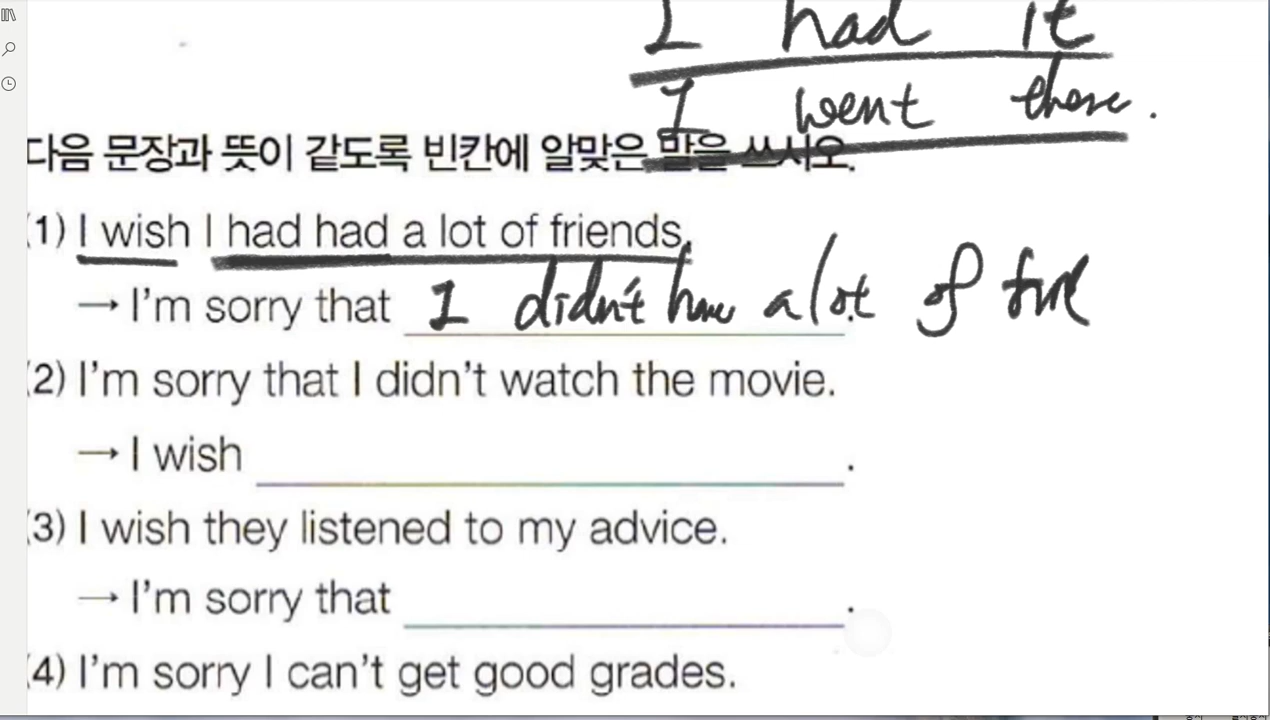 I had it
I went there.
다음 문장과 뜻이 같도록 빈칸에 알맞은 말을 쓰시오.
(1) I wish I had had a lot of friends.
→ I'm sorry that I didn't have a lot of
(2) I'm sorry that I didn't watch the movie.
→ I wish .
(3) I wish they listened to my advice.
→ I'm sorry that .
(4) I'm sorry I can't get good grades.